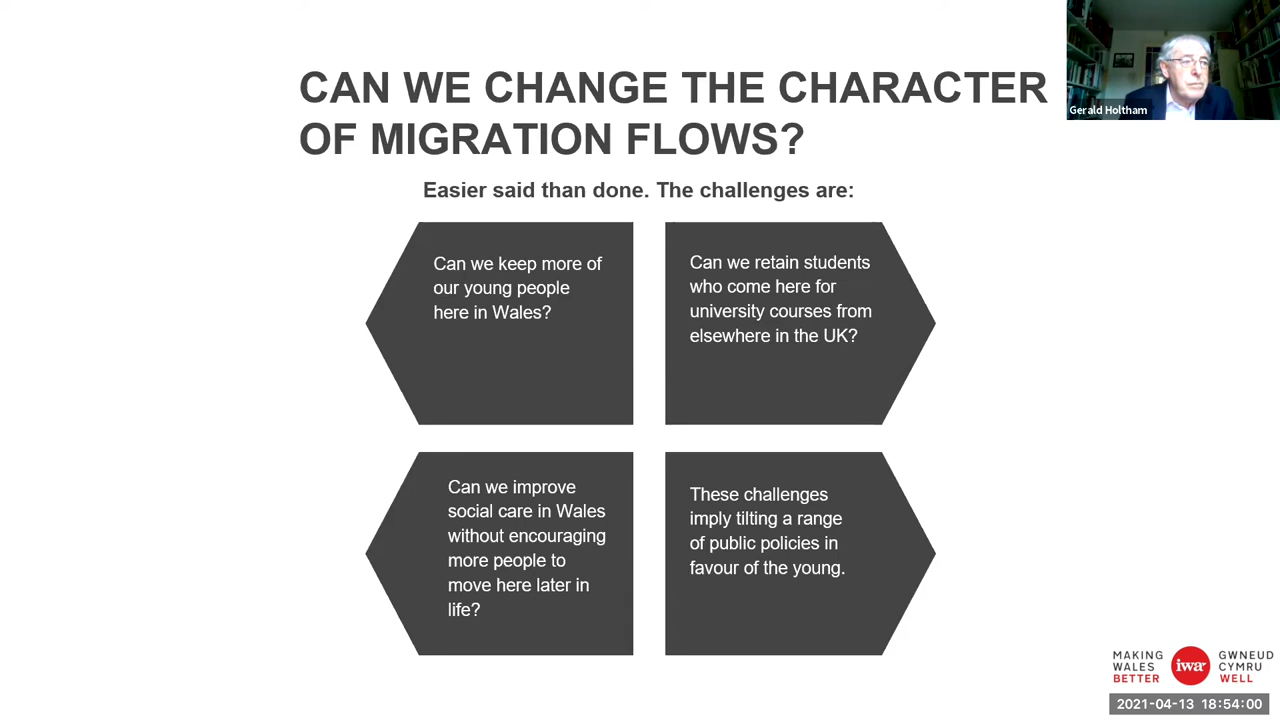 CAN WE CHANGE THE CHARACTER
OF MIGRATION FLOWS?
Gerald Holtham
Easier said than done. The challenges are:
Can we keep more of
our young people
here in Wales?
Can we retain students
who come here for
university courses from
elsewhere in the UK?
Can we improve
social care in Wales
without encouraging
more people to
move here later in
life?
These challenges
imply tilting a range
of public policies in
favour of the young.
MAKING
WALES
BETTER
iwa
GWNEUD
CYMRU
WELL
2021-04-13 18:54:00